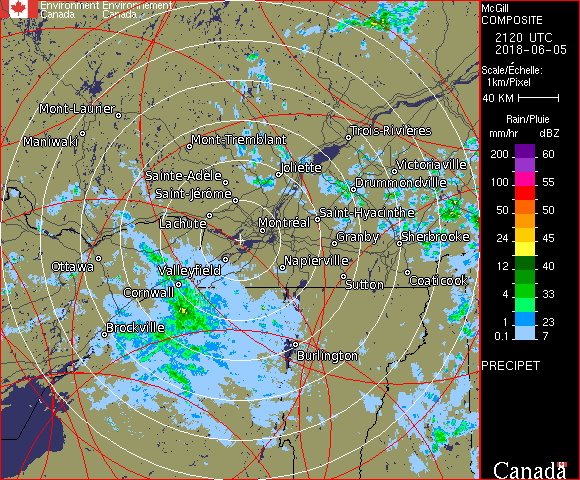 Environment Environnement
Canada Canada
McGill
COMPOSITE
2120 UTC
2018-06-05
Scale/Échelle:
1km/Pixel
40 KM
Rain/Pluie
mm/hr dBZ
200 60
100 55
50 50
24 45
12 40
4 33
1 23
0.1 7
PRECIPET
Canada
Mont-Laurier
Maniwaki
Mont-Tremblant
Trois-Rivières
Sainte-Adèle
Joliette
Victoriaville
Saint-Jérôme
Drummondville
Lachute
Montréal
Saint-Hyacinthe
Granby
Sherbrooke
Ottawa
Valleyfield
Napierville
Cornwall
Sutton
Coaticook
Brockville
Burlington